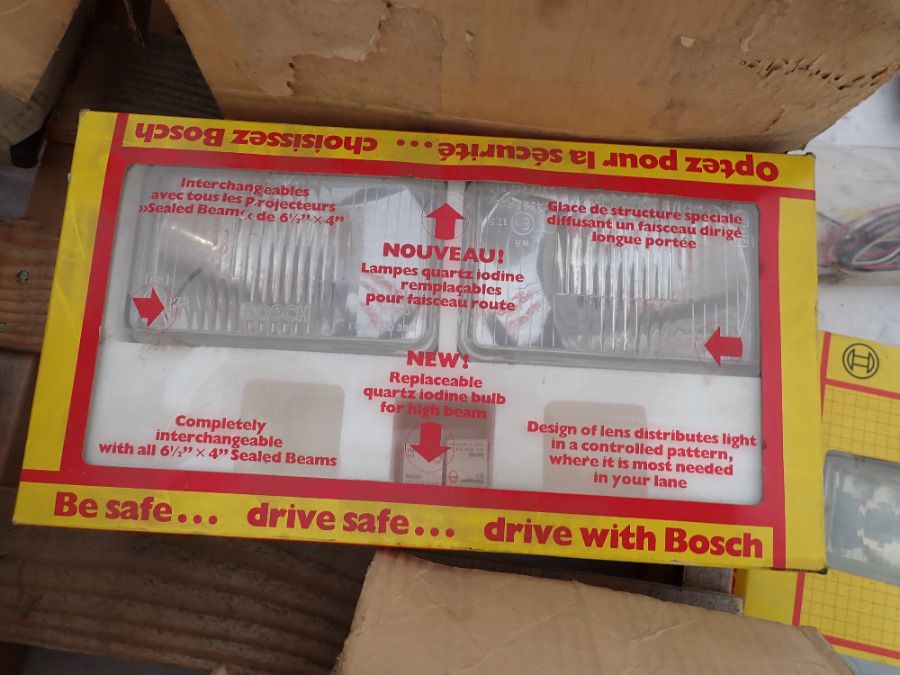 Optez pour la sécurité... choisissez Bosch
Interchangeables
avec tous les projecteurs
»Sealed Beam« de 6½” × 4”
Glace de structure spéciale
diffusant un faisceau dirigé
longue portée
NOUVEAU!
Lampes quartz iodine
remplaçables
pour faisceau route
BOSCH
NEW!
Replaceable
quartz iodine bulb
for high beam
Completely
interchangeable
with all 6½” × 4” Sealed Beams
Design of lens distributes light
in a controlled pattern,
where it is most needed
in your lane
Be safe... drive safe... drive with Bosch